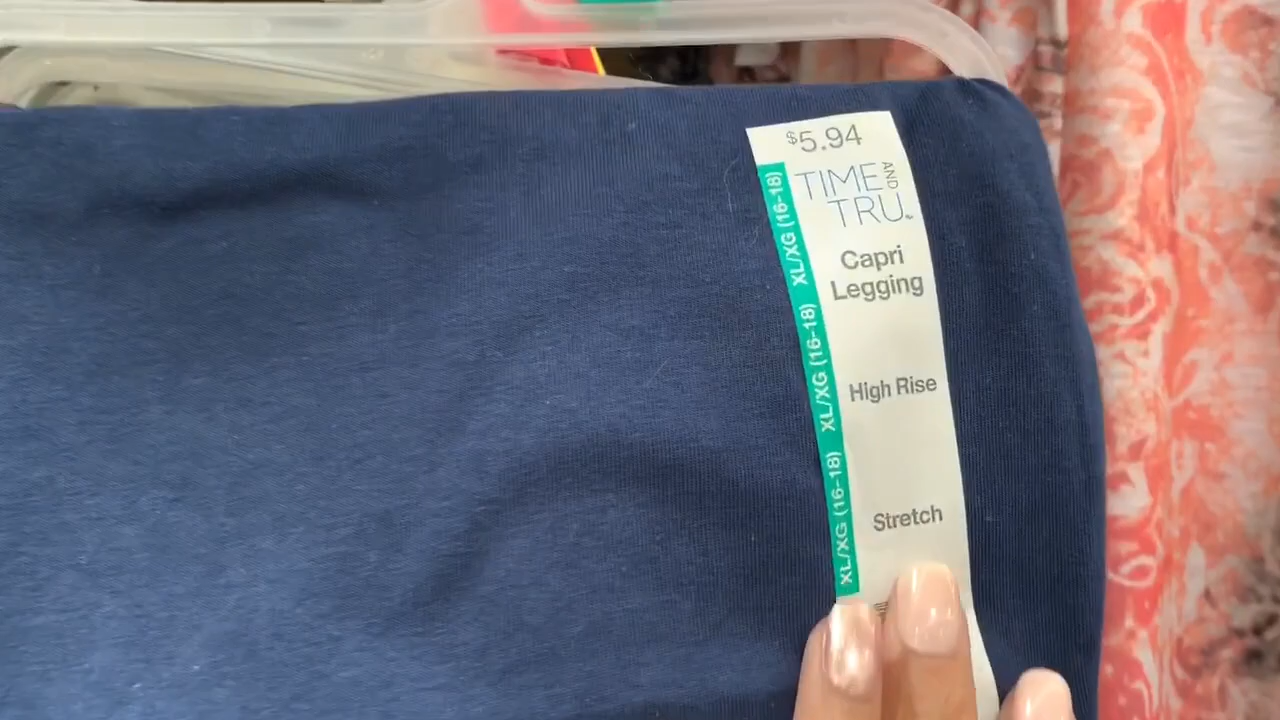 $5.94
TIME AND
TRU™
Capri
Legging
High Rise
Stretch
XL/XG (16-18)
XL/XG (16-18)
XL/XG (16-18)